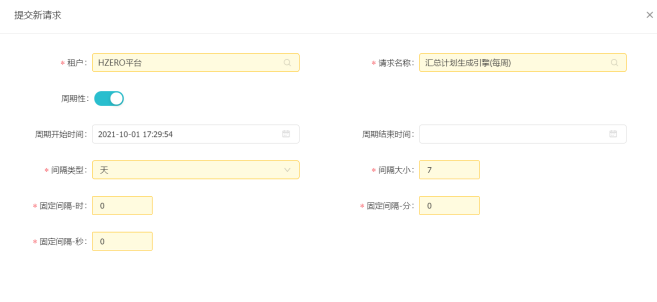 提交新请求
* 租户: HZERO平台
* 请求名称: 汇总计划生成引擎(每周)
周期性:
周期开始时间: 2021-10-01 17:29:54
周期结束时间:
* 间隔类型: 天
* 间隔大小: 7
* 固定间隔-时: 0
* 固定间隔-分: 0
* 固定间隔-秒: 0